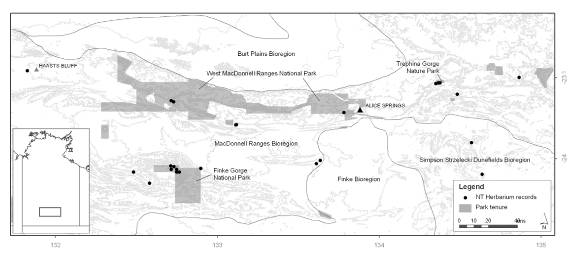 Burt Plains Bioregion
HAASTS BLUFF
Trephina Gorge
Nature Park
West MacDonnell Ranges National Park
-23
ALICE SPRINGS
MacDonnell Ranges Bioregion
-24
Simpson Strzelecki Dunefields Bioregion
Finke Gorge
National Park
Finke Bioregion
Legend
NT Herbarium records
Park tenure
0 10 20 40
N
132
133
134
135